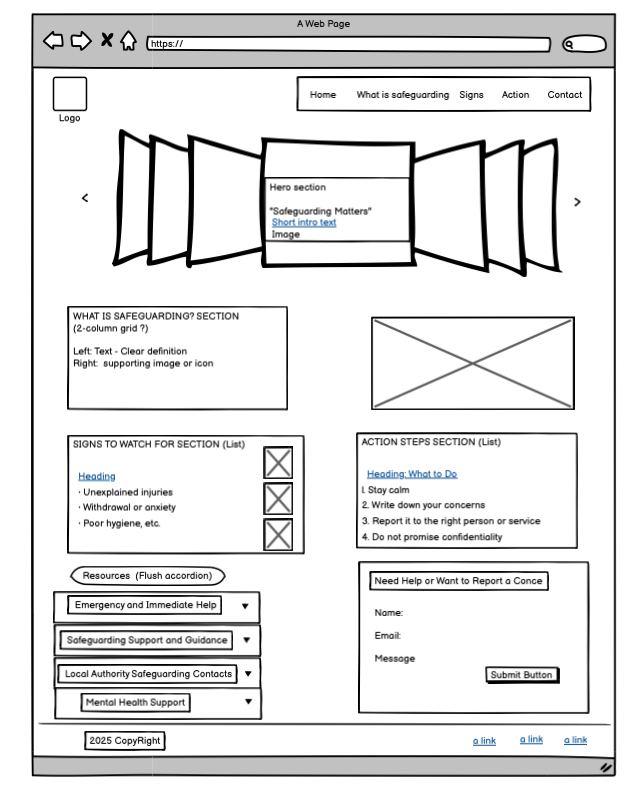 A Web Page
https://
Logo
Home What is safeguarding Signs Action Contact
<
>
Hero section
"Safeguarding Matters"
Short intro text
Image
WHAT IS SAFEGUARDING? SECTION
(2-column grid ?)
Left: Text - Clear definition
Right: supporting image or icon
SIGNS TO WATCH FOR SECTION (List)
Heading
· Unexplained injuries
· Withdrawal or anxiety
· Poor hygiene, etc.
ACTION STEPS SECTION (List)
Heading: What to Do
1. Stay calm
2. Write down your concerns
3. Report it to the right person or service
4. Do not promise confidentiality
Resources (Flush accordion)
Emergency and Immediate Help
Safeguarding Support and Guidance
Local Authority Safeguarding Contacts
Mental Health Support
Need Help or Want to Report a Conce
Name:
Email:
Message
Submit Button
2025 CopyRight
a link a link a link